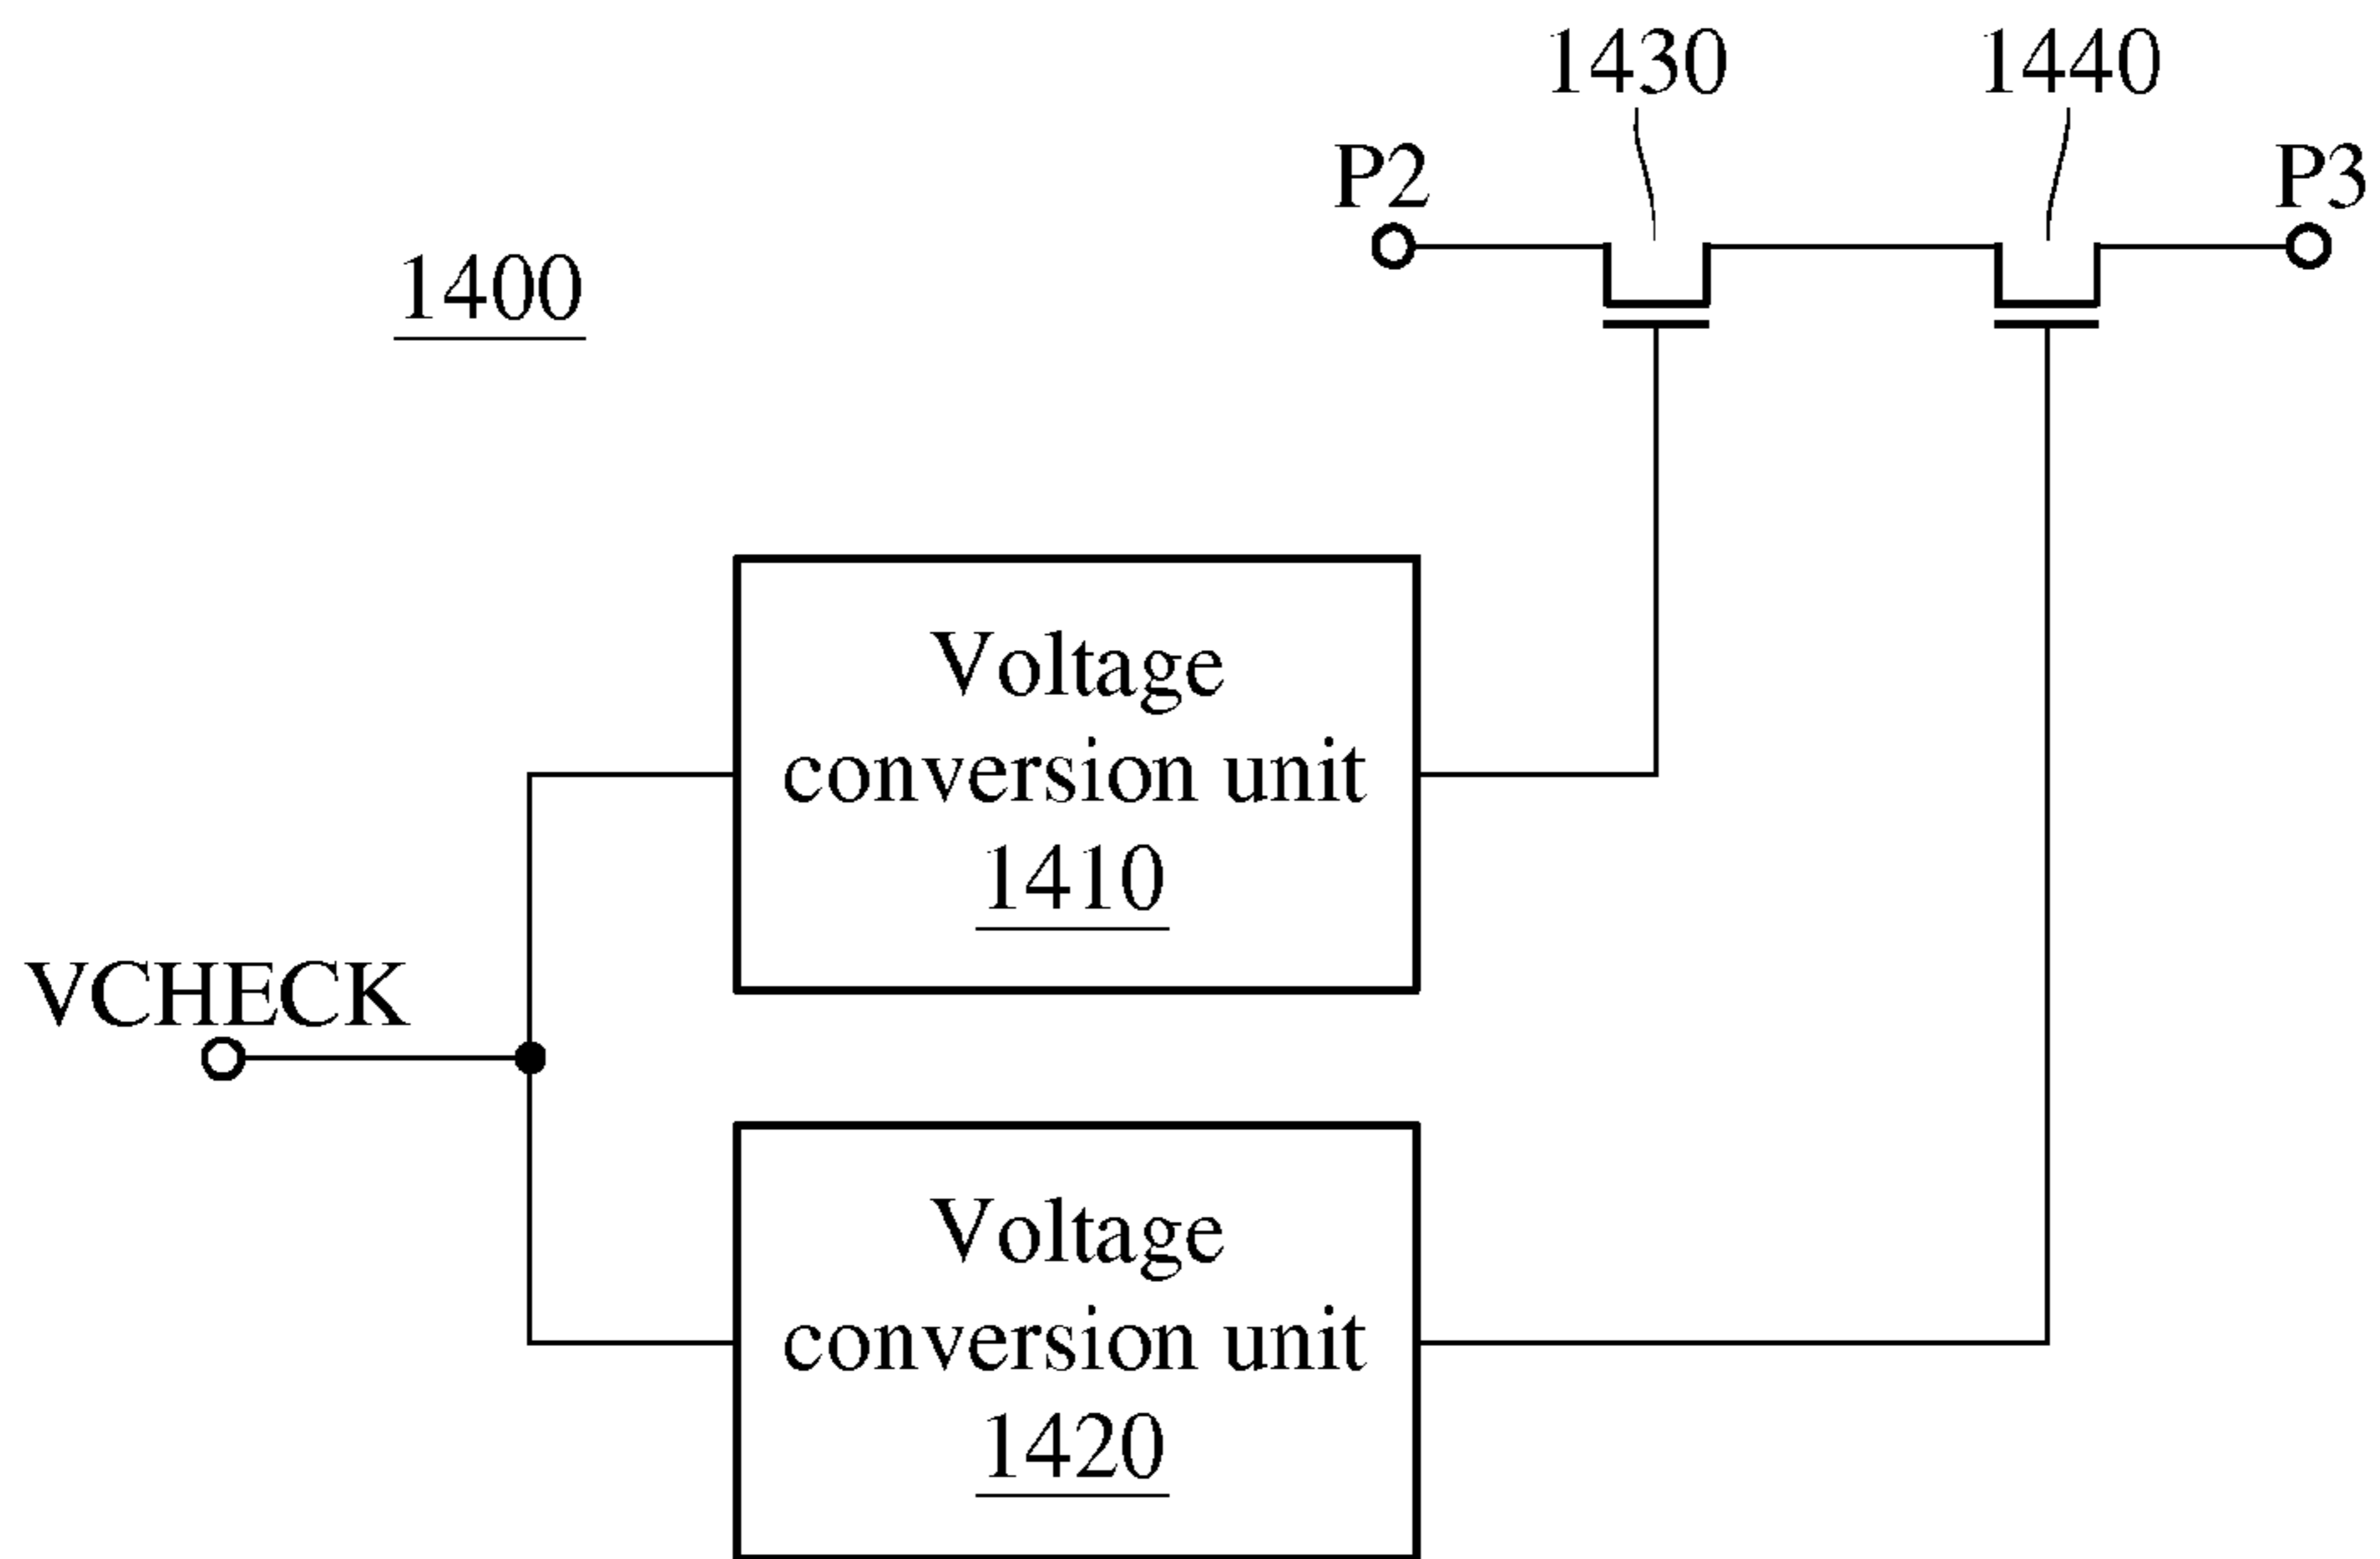 1430
1440
P2
P3
1400
Voltage
conversion unit
1410
VCHECK
Voltage
conversion unit
1420